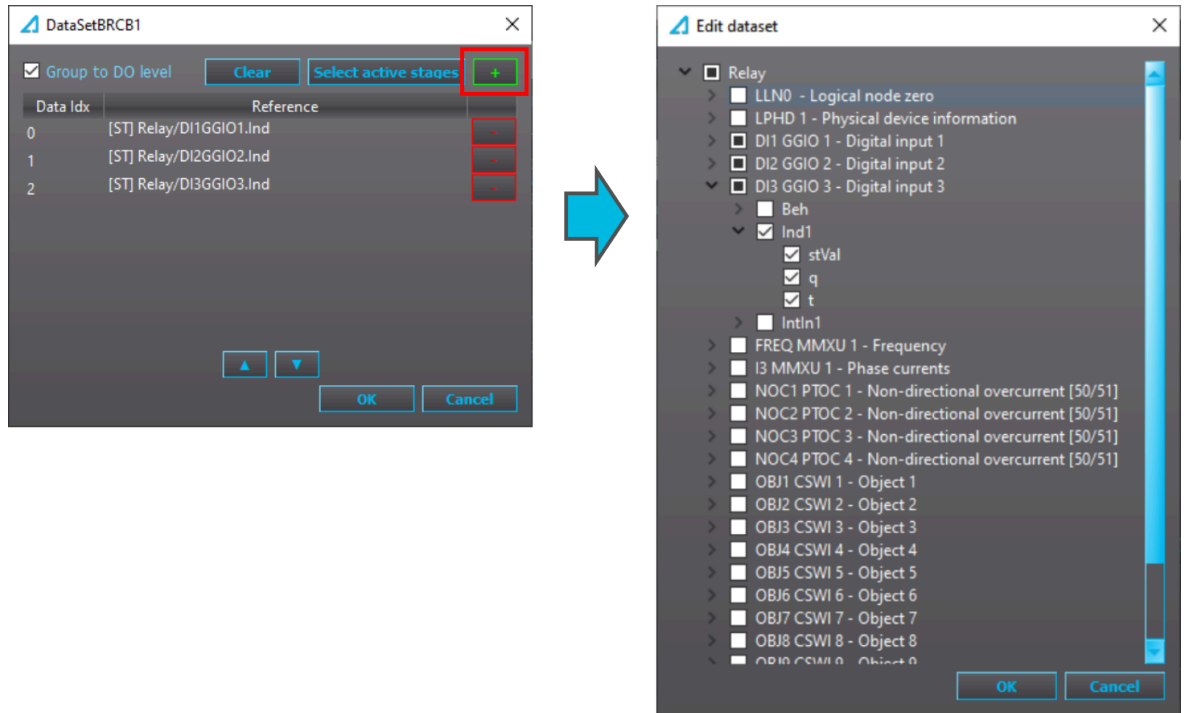 DataSetBRCB1
Group to DO level Clear Select active stages +
Data Idx Reference
0 [ST] Relay/DI1GGIO1.Ind -
1 [ST] Relay/DI2GGIO2.Ind -
2 [ST] Relay/DI3GGIO3.Ind -
OK Cancel
Edit dataset
Relay
LLN0 - Logical node zero
LPHD 1 - Physical device information
DI1 GGIO 1 - Digital input 1
DI2 GGIO 2 - Digital input 2
DI3 GGIO 3 - Digital input 3
Beh
Ind1
stVal
q
t
IntIn1
FREQ MMXU 1 - Frequency
I3 MMXU 1 - Phase currents
NOC1 PTOC 1 - Non-directional overcurrent [50/51]
NOC2 PTOC 2 - Non-directional overcurrent [50/51]
NOC3 PTOC 3 - Non-directional overcurrent [50/51]
NOC4 PTOC 4 - Non-directional overcurrent [50/51]
OBJ1 CSWI 1 - Object 1
OBJ2 CSWI 2 - Object 2
OBJ3 CSWI 3 - Object 3
OBJ4 CSWI 4 - Object 4
OBJ5 CSWI 5 - Object 5
OBJ6 CSWI 6 - Object 6
OBJ7 CSWI 7 - Object 7
OBJ8 CSWI 8 - Object 8
OBJ9 CSWI 9 - Object 9
OK Cancel